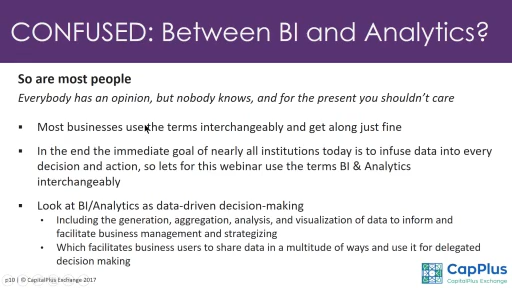 CONFUSED: Between BI and Analytics?
So are most people
Everybody has an opinion, but nobody knows, and for the present you shouldn't care
▪ Most businesses use the terms interchangeably and get along just fine
▪ In the end the immediate goal of nearly all institutions today is to infuse data into every
decision and action, so lets for this webinar use the terms BI & Analytics
interchangeably
▪ Look at BI/Analytics as data-driven decision-making
• Including the generation, aggregation, analysis, and visualization of data to inform and
facilitate business management and strategizing
• Which facilitates business users to share data in a multitude of ways and use it for delegated
decision making
p10 | © CapitalPlus Exchange 2017
CapPlus
CapitalPlus Exchange